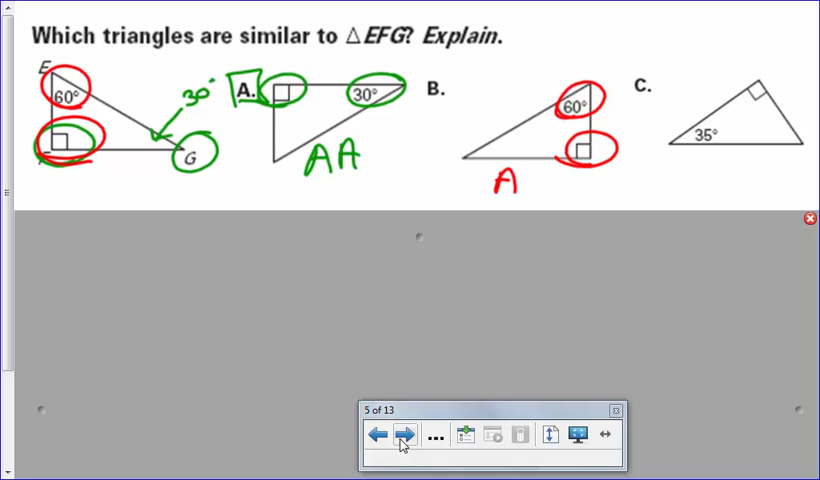 Which triangles are similar to △EFG? Explain.
E
60°
30°
G
A.
30°
AA
B.
60°
A
C.
35°
5 of 13
...